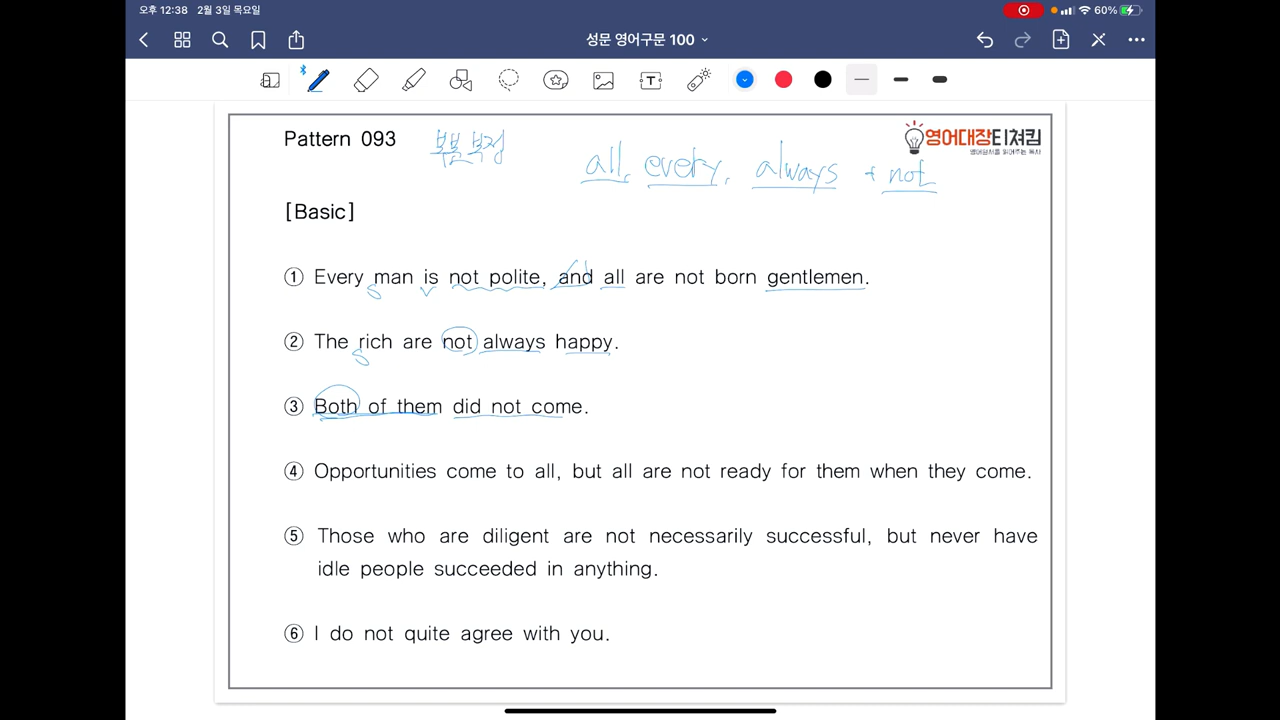 오후 12:38 2월 3일 목요일
60%
성문 영어구문 100
T
Pattern 093
부분부정
all, every, always + not
영어대장티쳐킴
[Basic]
① Every man is not polite, and all are not born gentlemen.
S V
② The rich are not always happy.
S
③ Both of them did not come.
④ Opportunities come to all, but all are not ready for them when they come.
⑤ Those who are diligent are not necessarily successful, but never have
idle people succeeded in anything.
⑥ I do not quite agree with you.